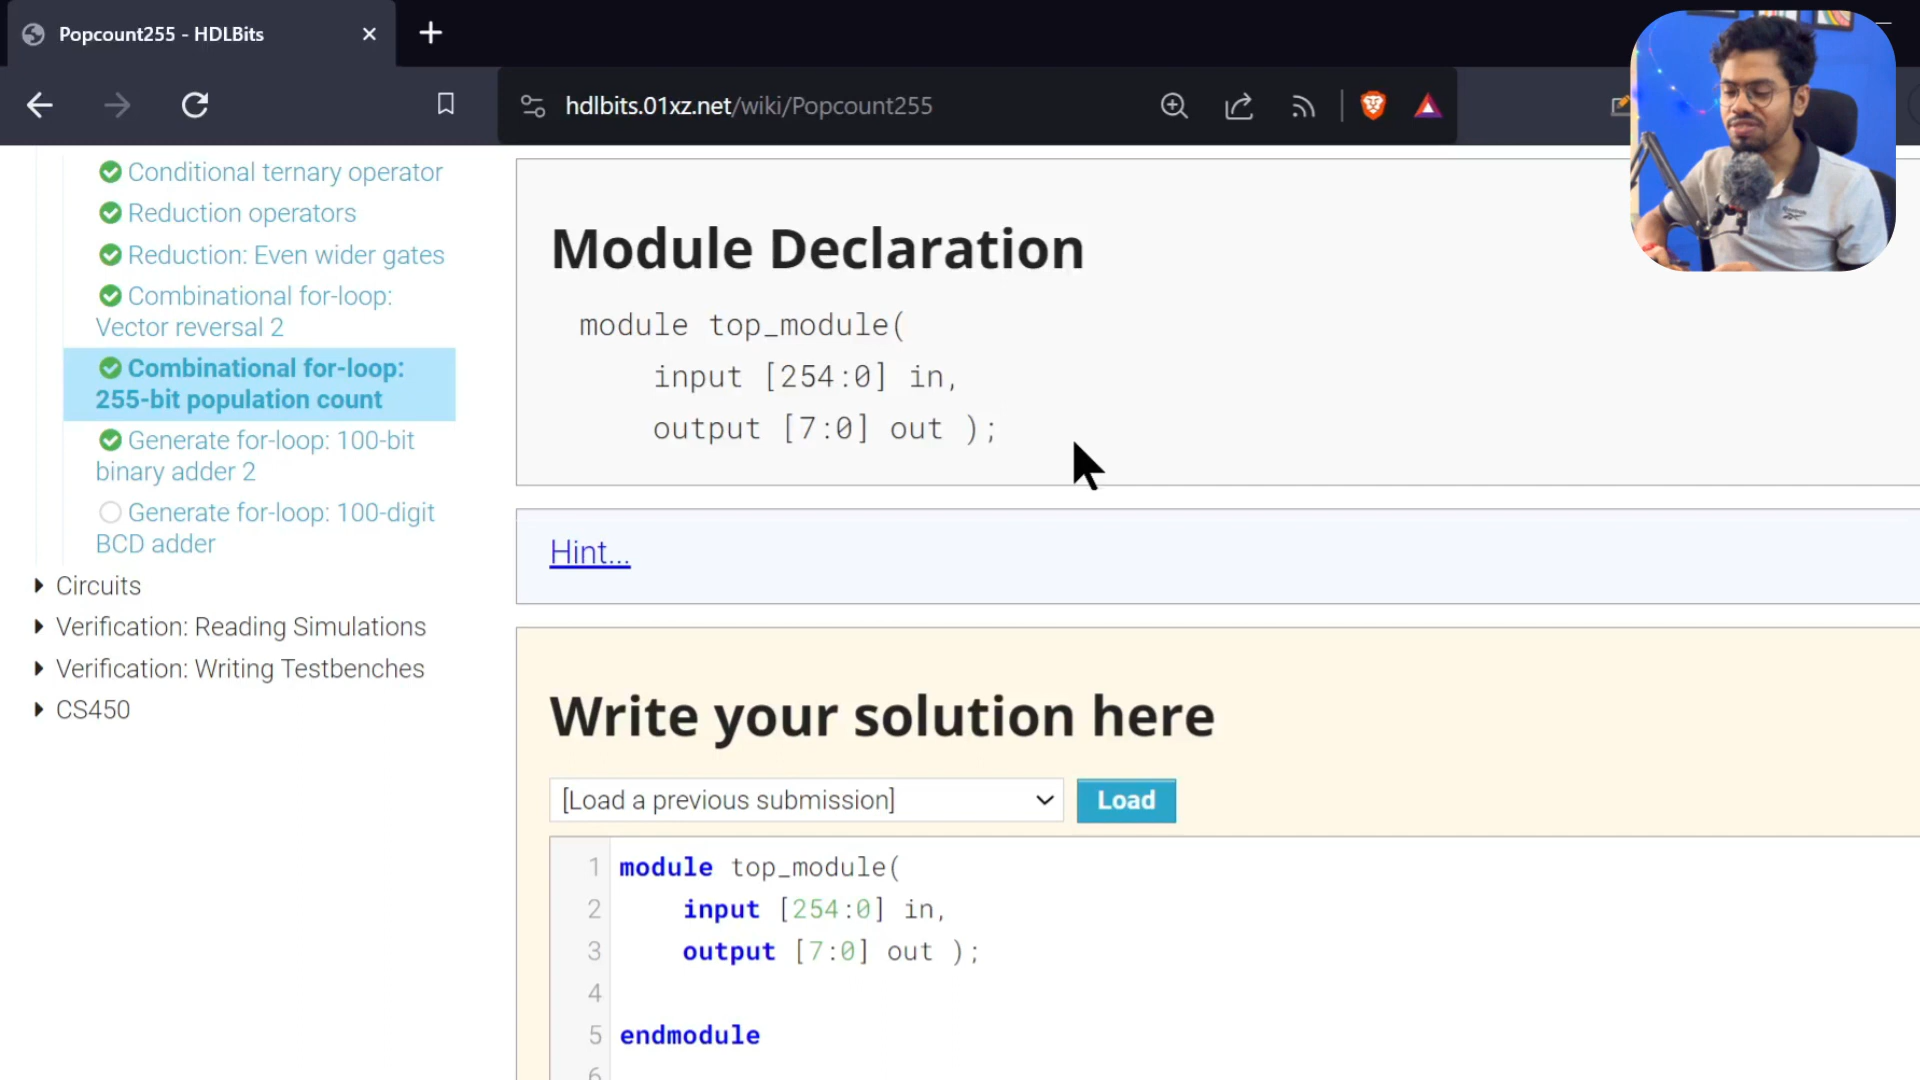 Popcount255 - HDLBits
hdlbits.01xz.net/wiki/Popcount255
Conditional ternary operator
Reduction operators
Reduction: Even wider gates
Combinational for-loop:
Vector reversal 2
Combinational for-loop:
255-bit population count
Generate for-loop: 100-bit
binary adder 2
Generate for-loop: 100-digit
BCD adder
Circuits
Verification: Reading Simulations
Verification: Writing Testbenches
CS450
Module Declaration
module top_module(
input [254:0] in,
output [7:0] out );
Hint...
Write your solution here
[Load a previous submission]
Load
1 module top_module(
2 input [254:0] in,
3 output [7:0] out );
4
5 endmodule
6